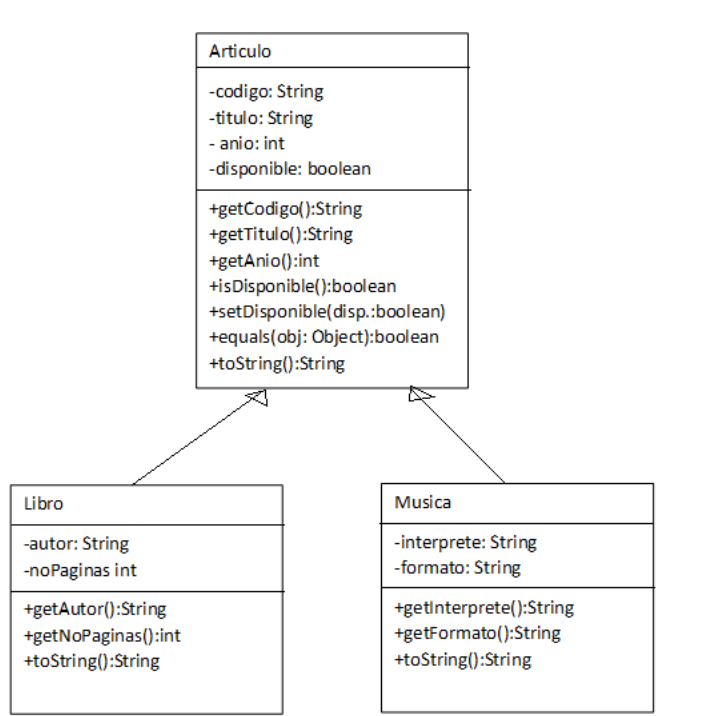 Articulo
-codigo: String
-titulo: String
- anio: int
-disponible: boolean
+getCodigo():String
+getTitulo():String
+getAnio():int
+isDisponible():boolean
+setDisponible(disp.:boolean)
+equals(obj: Object):boolean
+toString():String
Libro
-autor: String
-noPaginas int
+getAutor():String
+getNoPaginas():int
+toString():String
Musica
-interprete: String
-formato: String
+getInterprete():String
+getFormato():String
+toString():String